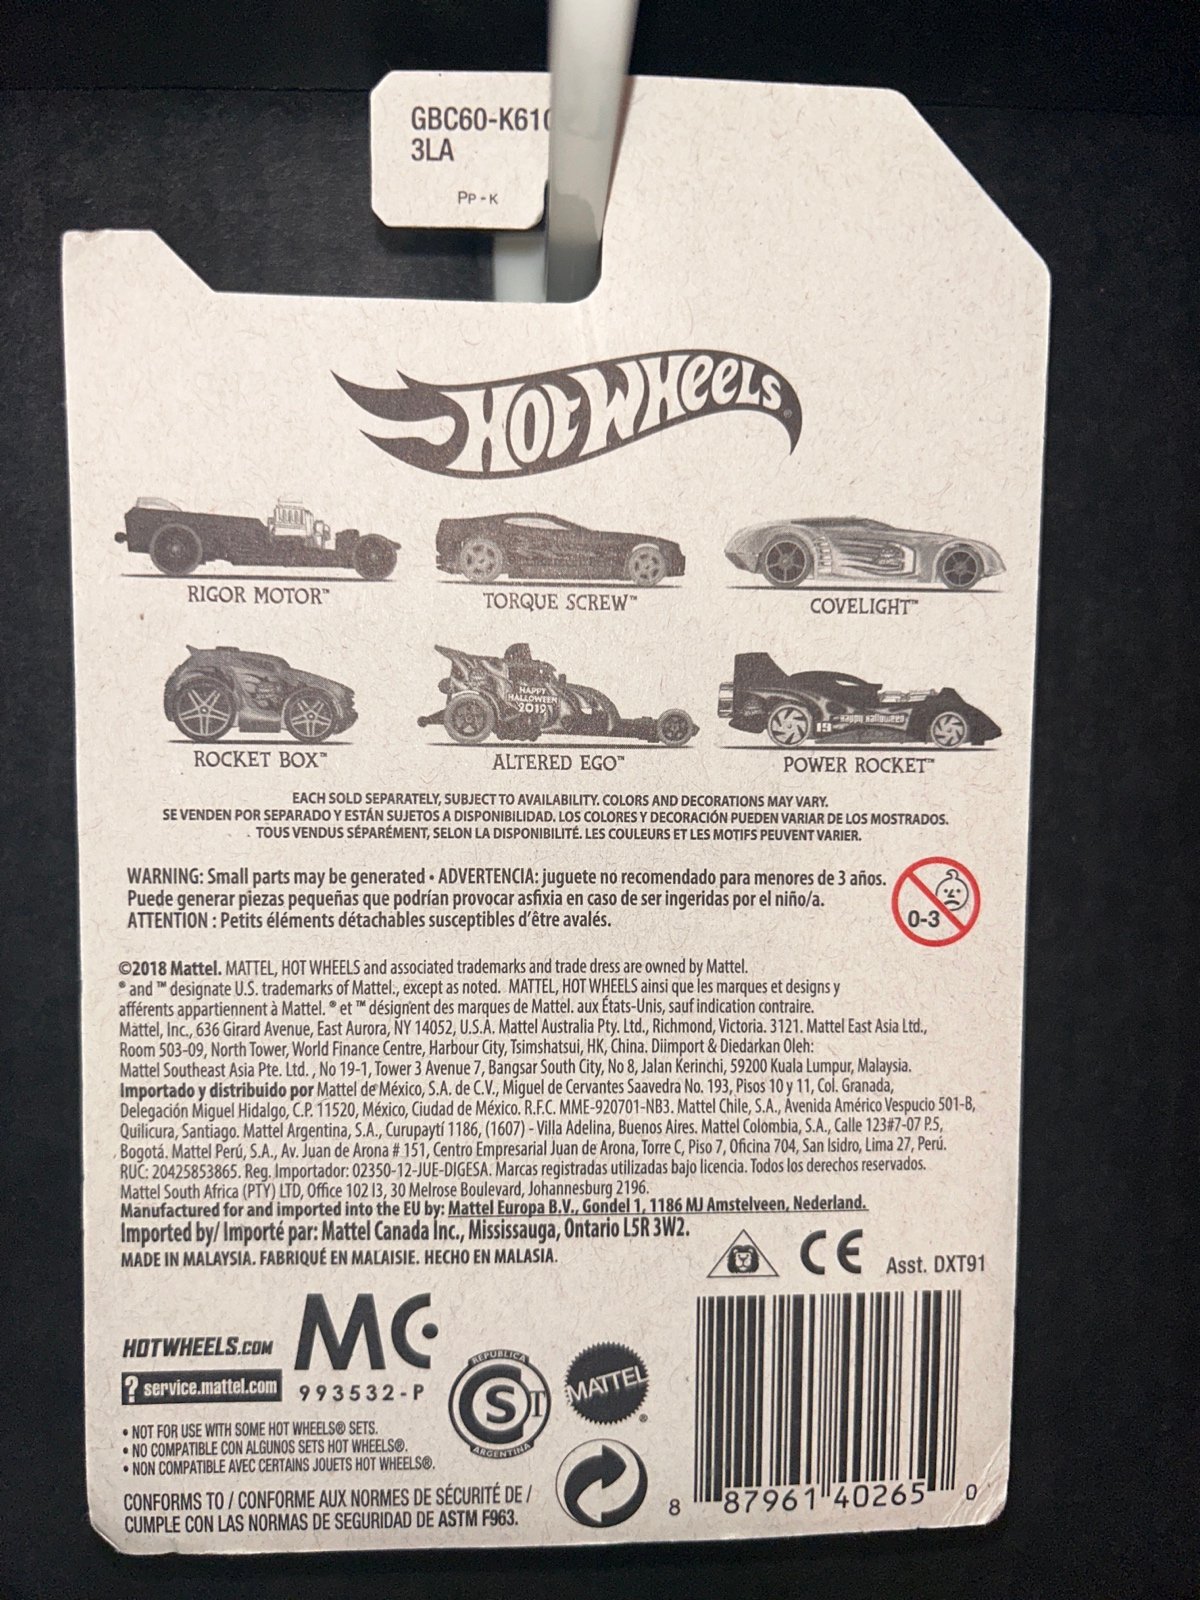 GBC60-K610
3LA
PP-K
HOT WHEELS®
RIGOR MOTOR™
TORQUE SCREW™
COVELIGHT™
HAPPY
HALLOWEEN
2019
19 Happy Halloween
ROCKET BOX™
ALTERED EGO™
POWER ROCKET™
EACH SOLD SEPARATELY, SUBJECT TO AVAILABILITY. COLORS AND DECORATIONS MAY VARY.
SE VENDEN POR SEPARADO Y ESTÁN SUJETOS A DISPONIBILIDAD. LOS COLORES Y DECORACIÓN PUEDEN VARIAR DE LOS MOSTRADOS.
TOUS VENDUS SÉPARÉMENT, SELON LA DISPONIBILITÉ. LES COULEURS ET LES MOTIFS PEUVENT VARIER.
WARNING: Small parts may be generated • ADVERTENCIA: juguete no recomendado para menores de 3 años.
Puede generar piezas pequeñas que podrían provocar asfixia en caso de ser ingeridas por el niño/a.
ATTENTION : Petits éléments détachables susceptibles d'être avalés.
0-3
©2018 Mattel. MATTEL, HOT WHEELS and associated trademarks and trade dress are owned by Mattel.
® and ™ designate U.S. trademarks of Mattel., except as noted. MATTEL, HOT WHEELS ainsi que les marques et designs y
afférents appartiennent à Mattel. ® et ™ désignent des marques de Mattel. aux États-Unis, sauf indication contraire.
Mattel, Inc., 636 Girard Avenue, East Aurora, NY 14052, U.S.A. Mattel Australia Pty. Ltd., Richmond, Victoria. 3121. Mattel East Asia Ltd.,
Room 503-09, North Tower, World Finance Centre, Harbour City, Tsimshatsui, HK, China. Diimport & Diedarkan Oleh:
Mattel Southeast Asia Pte. Ltd. , No 19-1, Tower 3 Avenue 7, Bangsar South City, No 8, Jalan Kerinchi, 59200 Kuala Lumpur, Malaysia.
Importado y distribuido por Mattel de México, S.A. de C.V., Miguel de Cervantes Saavedra No. 193, Pisos 10 y 11, Col. Granada,
Delegación Miguel Hidalgo, C.P. 11520, México, Ciudad de México. R.F.C. MME-920701-NB3. Mattel Chile, S.A., Avenida Américo Vespucio 501-B,
Quilicura, Santiago. Mattel Argentina, S.A., Curupaytí 1186, (1607) - Villa Adelina, Buenos Aires. Mattel Colombia, S.A., Calle 123#7-07 P.5,
Bogotá. Mattel Perú, S.A., Av. Juan de Arona # 151, Centro Empresarial Juan de Arona, Torre C, Piso 7, Oficina 704, San Isidro, Lima 27, Perú.
RUC: 20425853865. Reg. Importador: 02350-12-JUE-DIGESA. Marcas registradas utilizadas bajo licencia. Todos los derechos reservados.
Mattel South Africa (PTY) LTD, Office 102 I3, 30 Melrose Boulevard, Johannesburg 2196.
Manufactured for and imported into the EU by: Mattel Europa B.V., Gondel 1, 1186 MJ Amstelveen, Nederland.
Imported by/ Importé par: Mattel Canada Inc., Mississauga, Ontario L5R 3W2.
MADE IN MALAYSIA. FABRIQUÉ EN MALAISIE. HECHO EN MALASIA.
CE
Asst. DXT91
HOTWHEELS.COM
? service.mattel.com
MC
993532-P
REPUBLICA
S T
ARGENTINA
MATTEL®
• NOT FOR USE WITH SOME HOT WHEELS® SETS.
• NO COMPATIBLE CON ALGUNOS SETS HOT WHEELS®.
• NON COMPATIBLE AVEC CERTAINS JOUETS HOT WHEELS®.
CONFORMS TO / CONFORME AUX NORMES DE SÉCURITÉ DE /
CUMPLE CON LAS NORMAS DE SEGURIDAD DE ASTM F963.
8 87961 40265 0